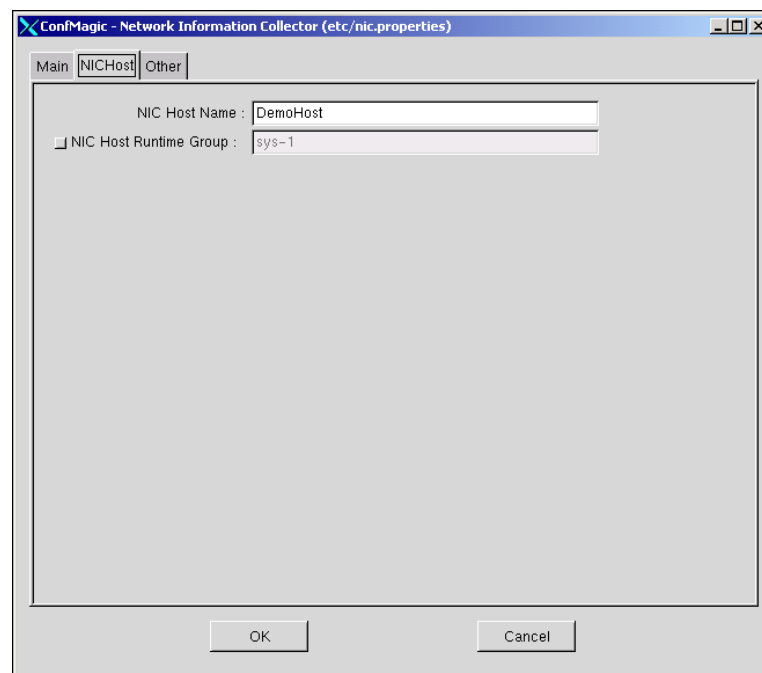 ConfMagic - Network Information Collector (etc/nic.properties)
Main NICHost Other
NIC Host Name : DemoHost
NIC Host Runtime Group : sys-1
OK Cancel